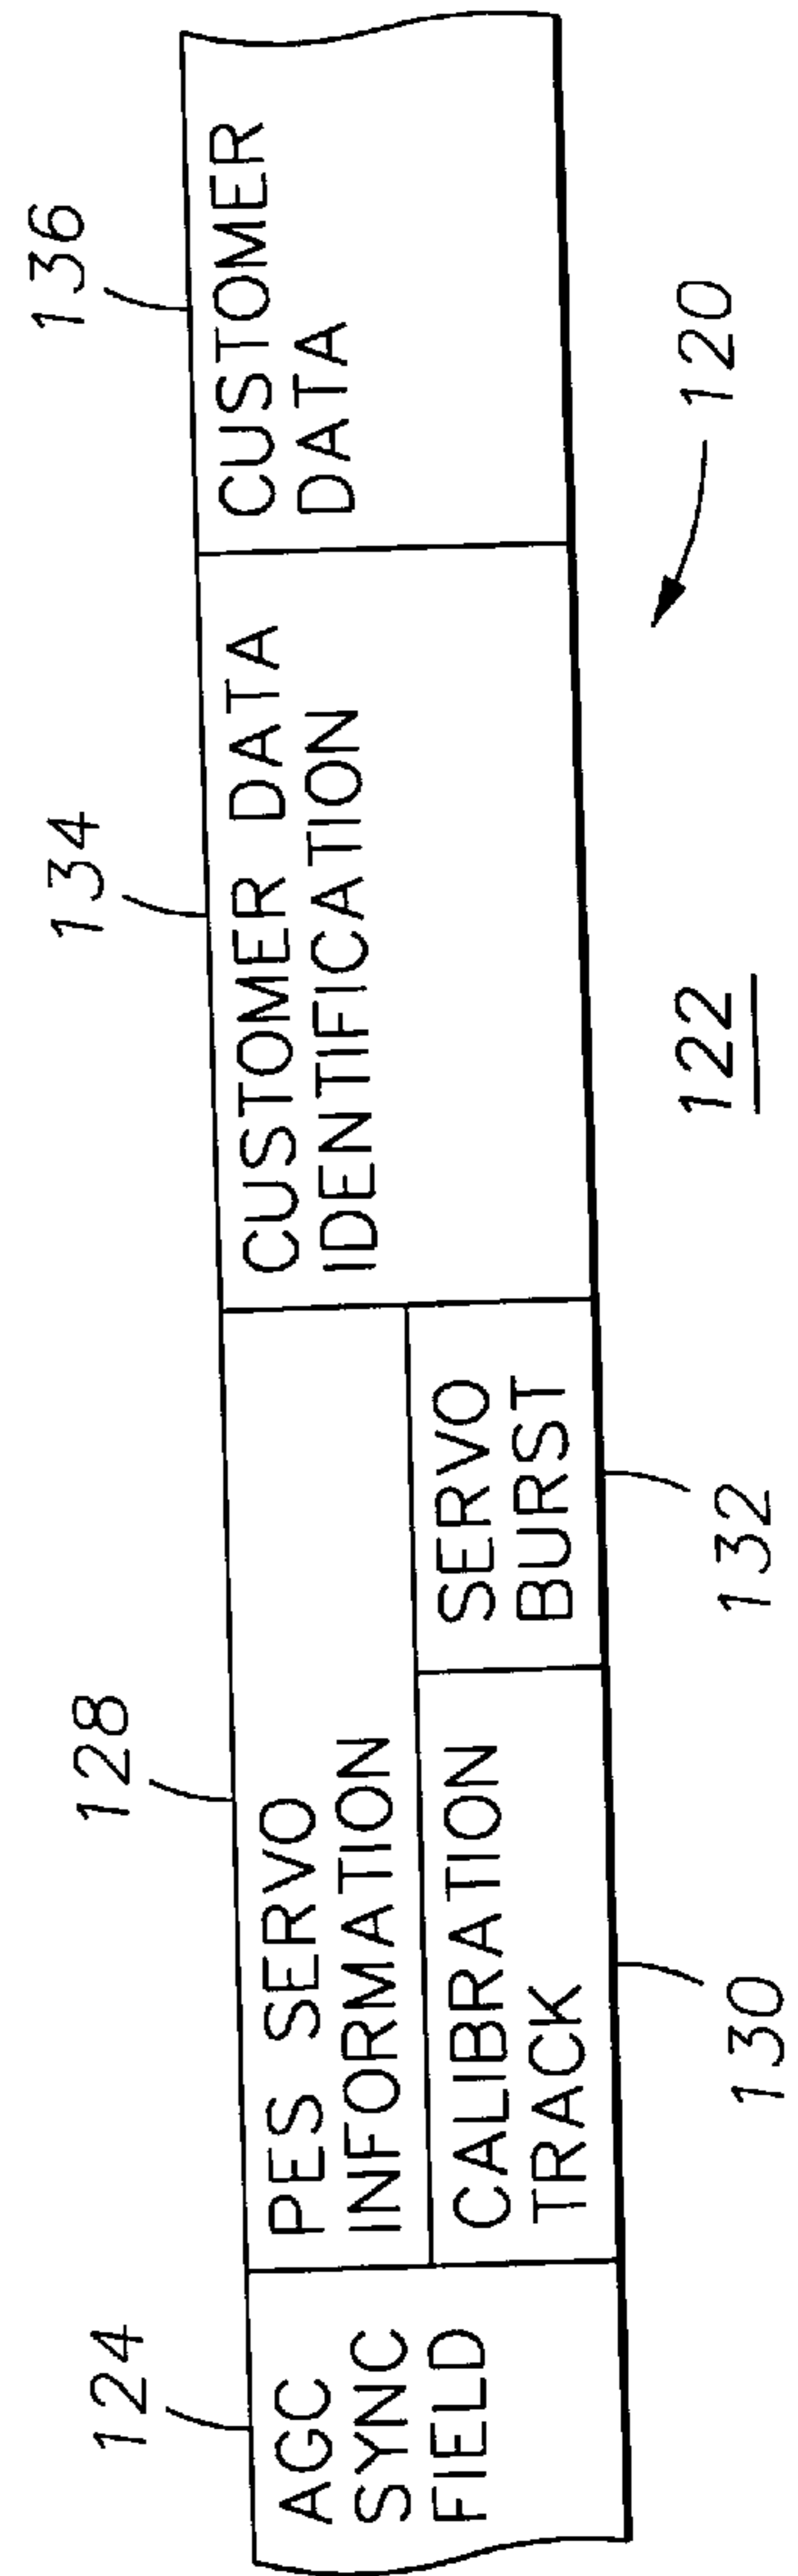 124
128
134
136
AGC
SYNC
FIELD
PES SERVO
INFORMATION
CALIBRATION
TRACK
SERVO
BURST
CUSTOMER DATA
IDENTIFICATION
CUSTOMER
DATA
130
132
122
120